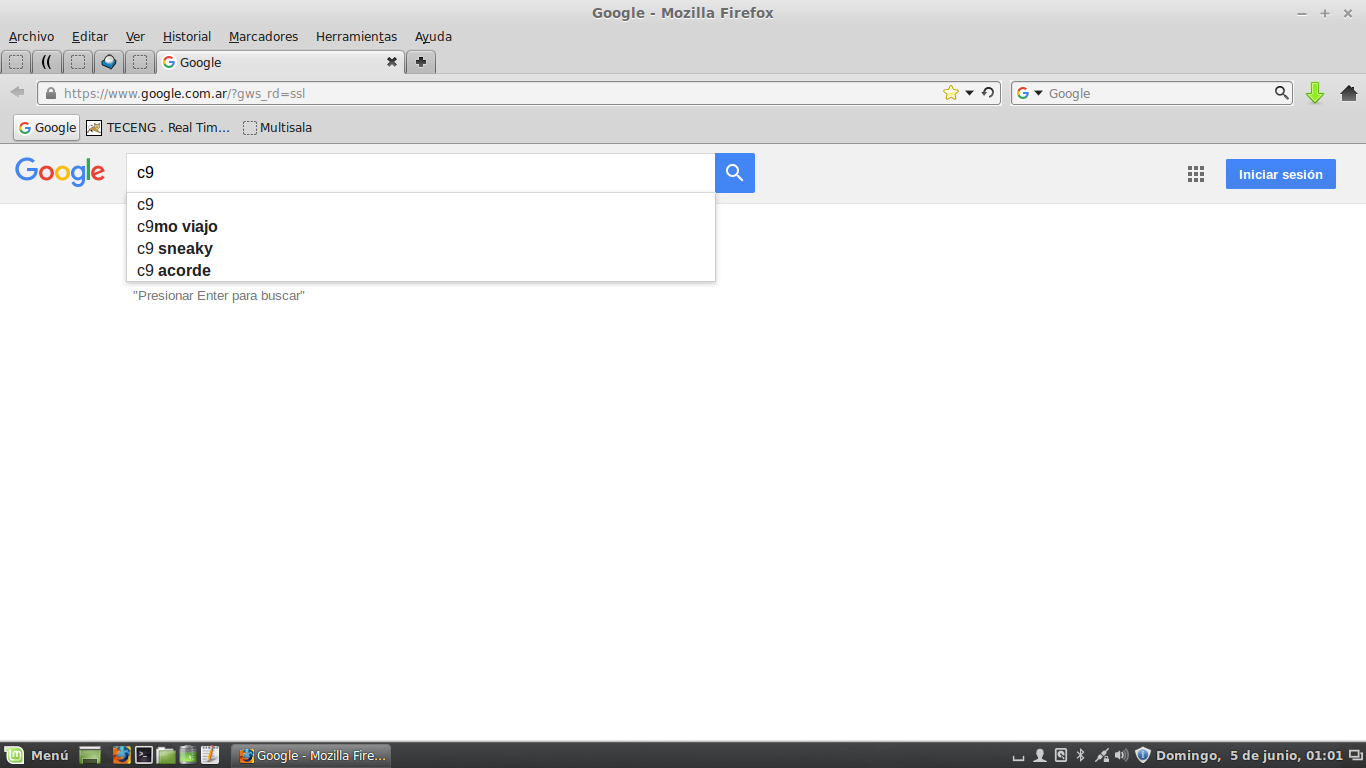 Google - Mozilla Firefox
Archivo Editar Ver Historial Marcadores Herramientas Ayuda
Google
https://www.google.com.ar/?gws_rd=ssl
Google
Google TECENG . Real Tim... Multisala
Google
c9
Iniciar sesión
c9
c9mo viajo
c9 sneaky
c9 acorde
"Presionar Enter para buscar"
Menú
Google - Mozilla Fire...
Domingo, 5 de junio, 01:01